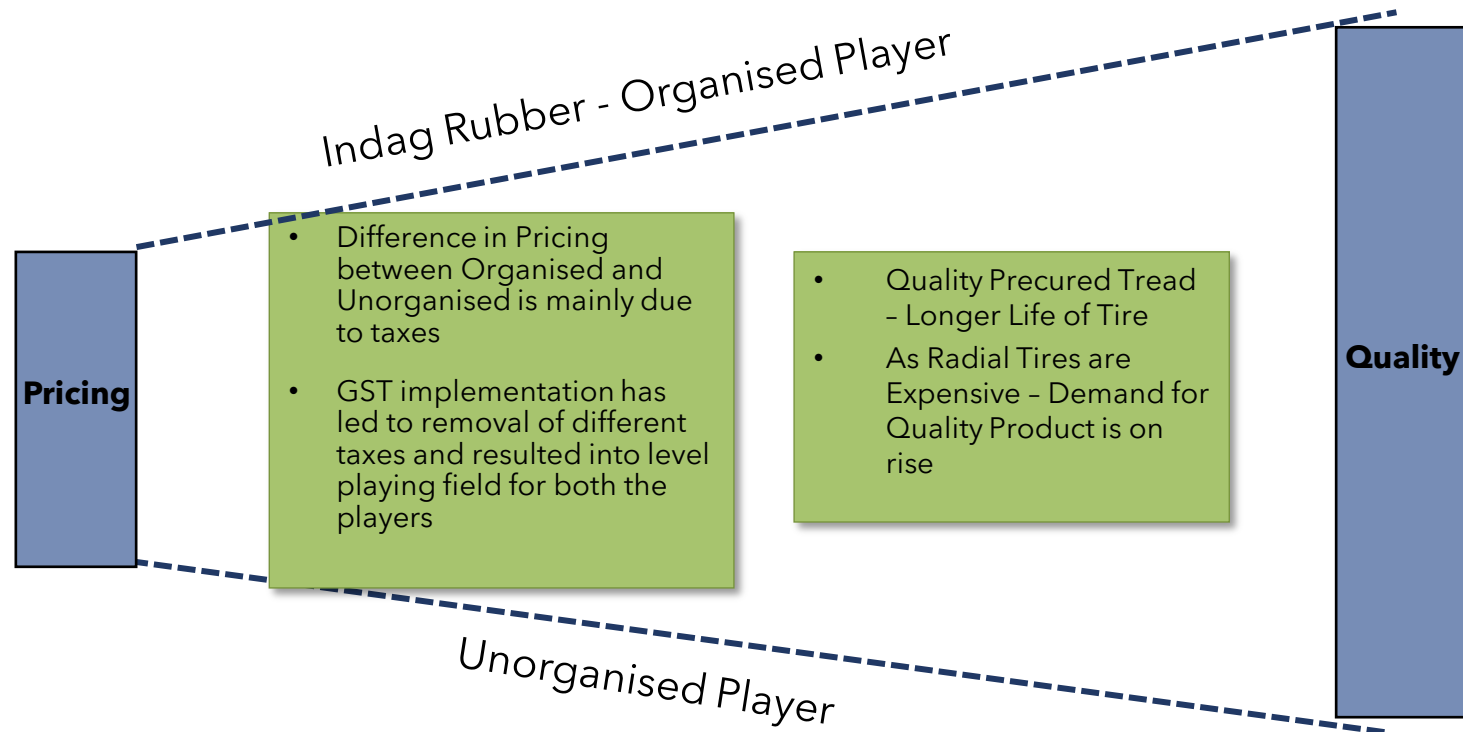 Indag Rubber - Organised Player
Pricing
• Difference in Pricing
between Organised and
Unorganised is mainly due
to taxes
• GST implementation has
led to removal of different
taxes and resulted into level
playing field for both the
players
• Quality Precured Tread
– Longer Life of Tire
• As Radial Tires are
Expensive – Demand for
Quality Product is on
rise
Quality
Unorganised Player